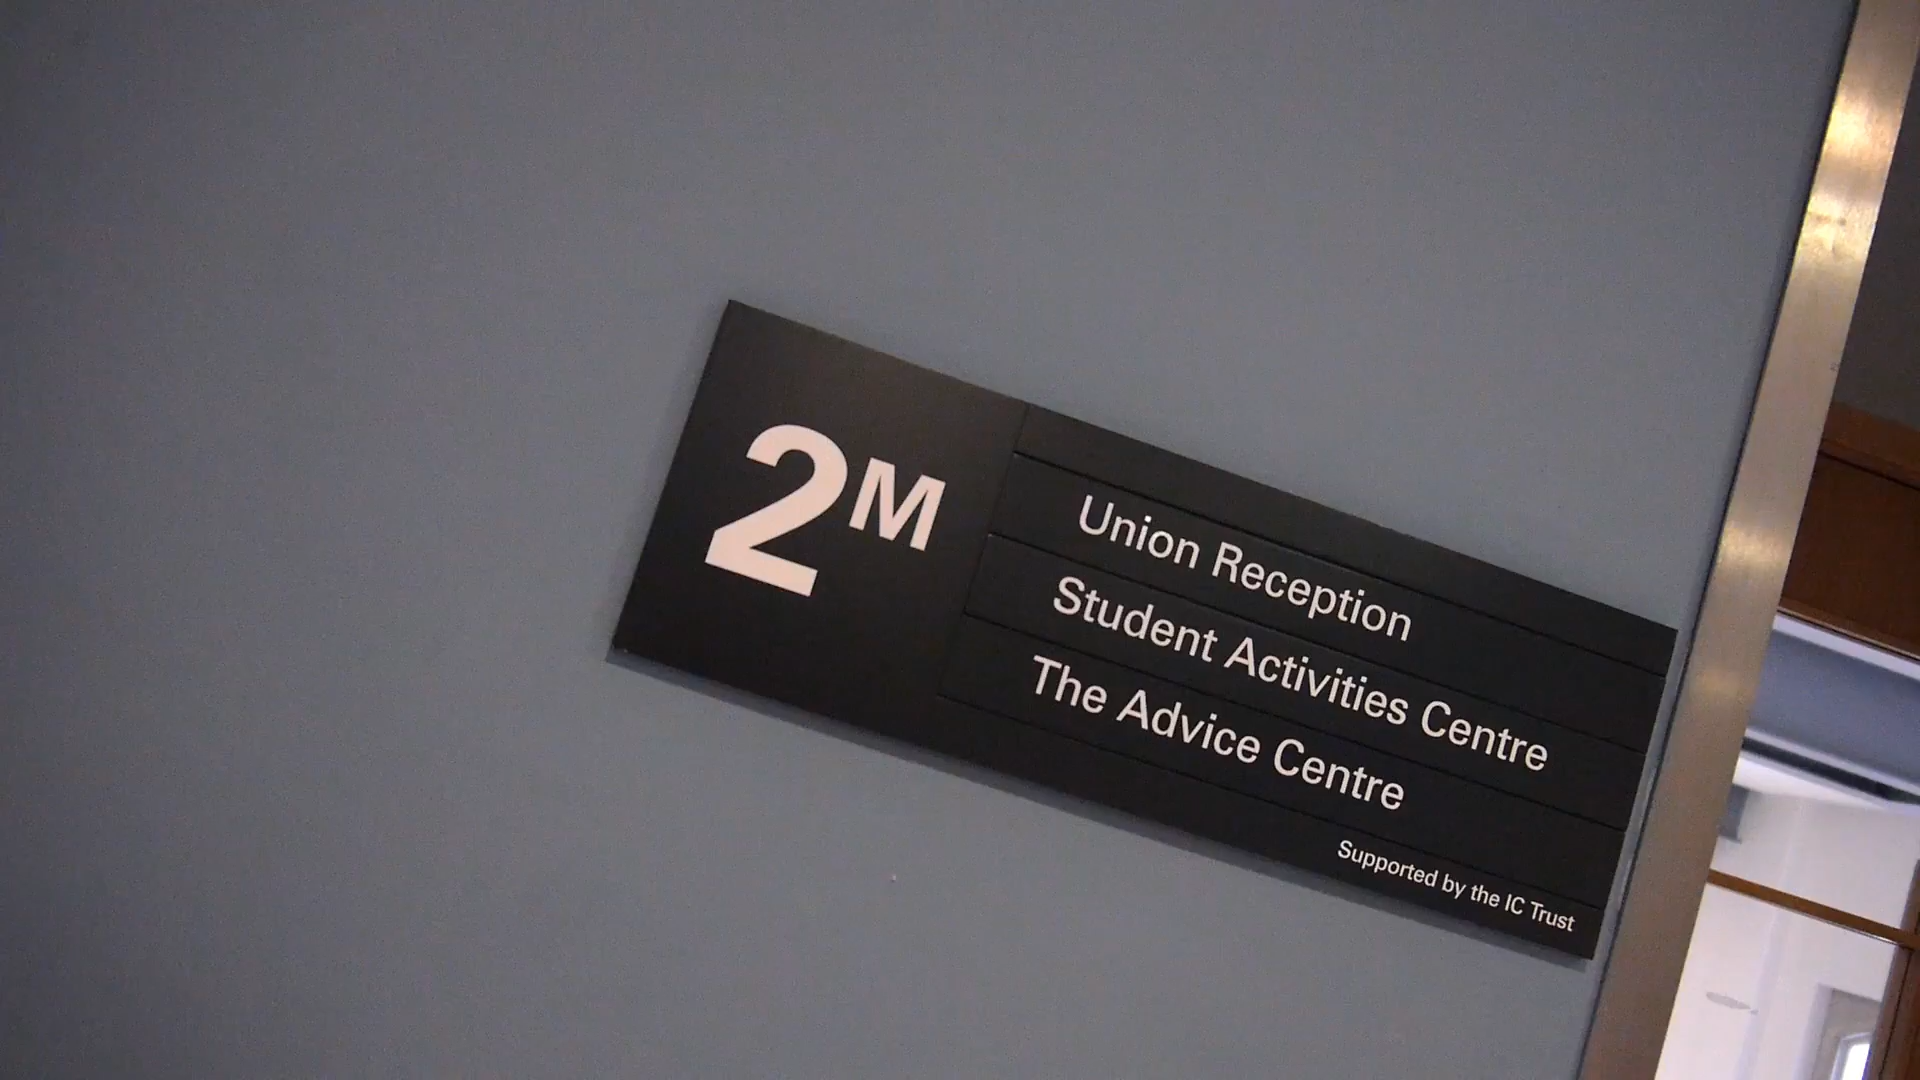 2M
Union Reception
Student Activities Centre
The Advice Centre
Supported by the IC Trust